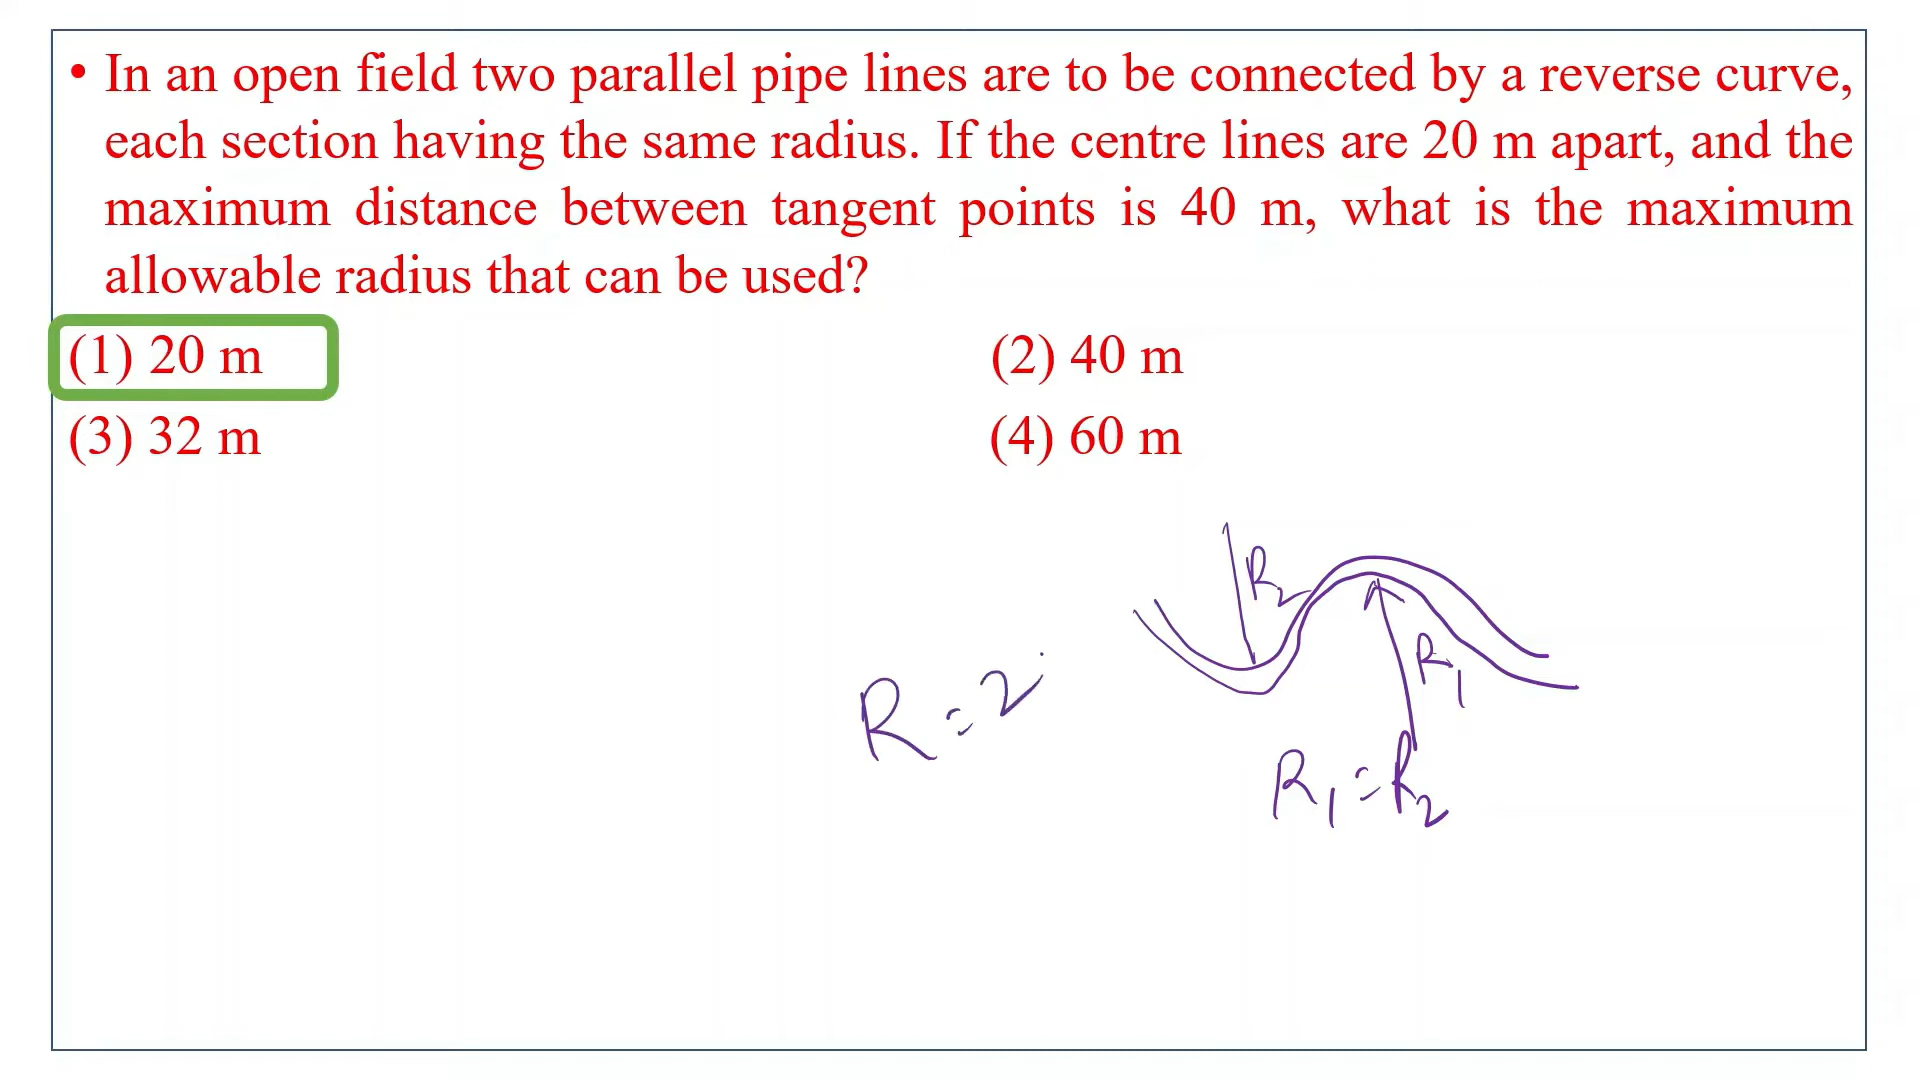 • In an open field two parallel pipe lines are to be connected by a reverse curve,
each section having the same radius. If the centre lines are 20 m apart, and the
maximum distance between tangent points is 40 m, what is the maximum
allowable radius that can be used?
(1) 20 m (2) 40 m
(3) 32 m (4) 60 m
R2
R1
R = 2
R1 = R2